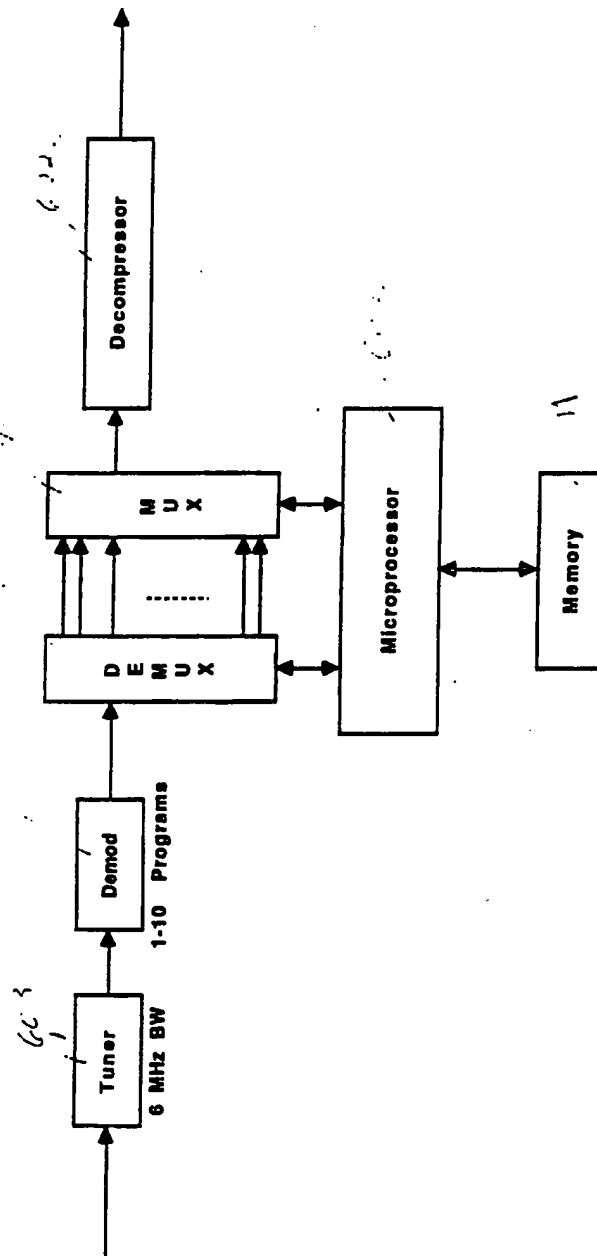 Tuner
6 MHz BW
Demod
1-10 Programs
DEMUX
MUX
Decompressor
Microprocessor
Memory